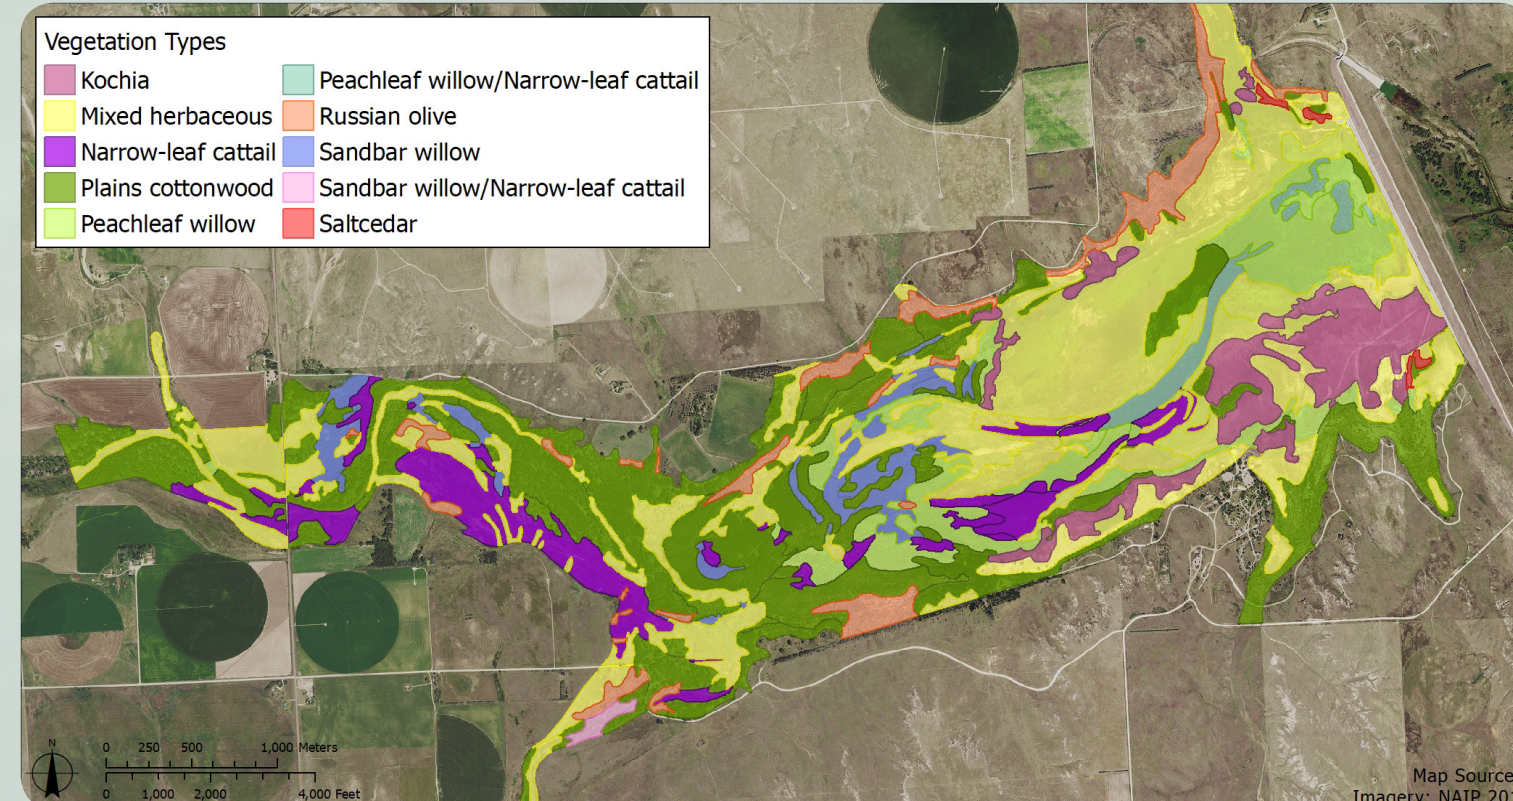 Vegetation Types
Kochia
Mixed herbaceous
Narrow-leaf cattail
Plains cottonwood
Peachleaf willow
Peachleaf willow/Narrow-leaf cattail
Russian olive
Sandbar willow
Sandbar willow/Narrow-leaf cattail
Saltcedar
N
0 250 500 1,000 Meters
0 1,000 2,000 4,000 Feet
Map Source
Imagery: NAIP